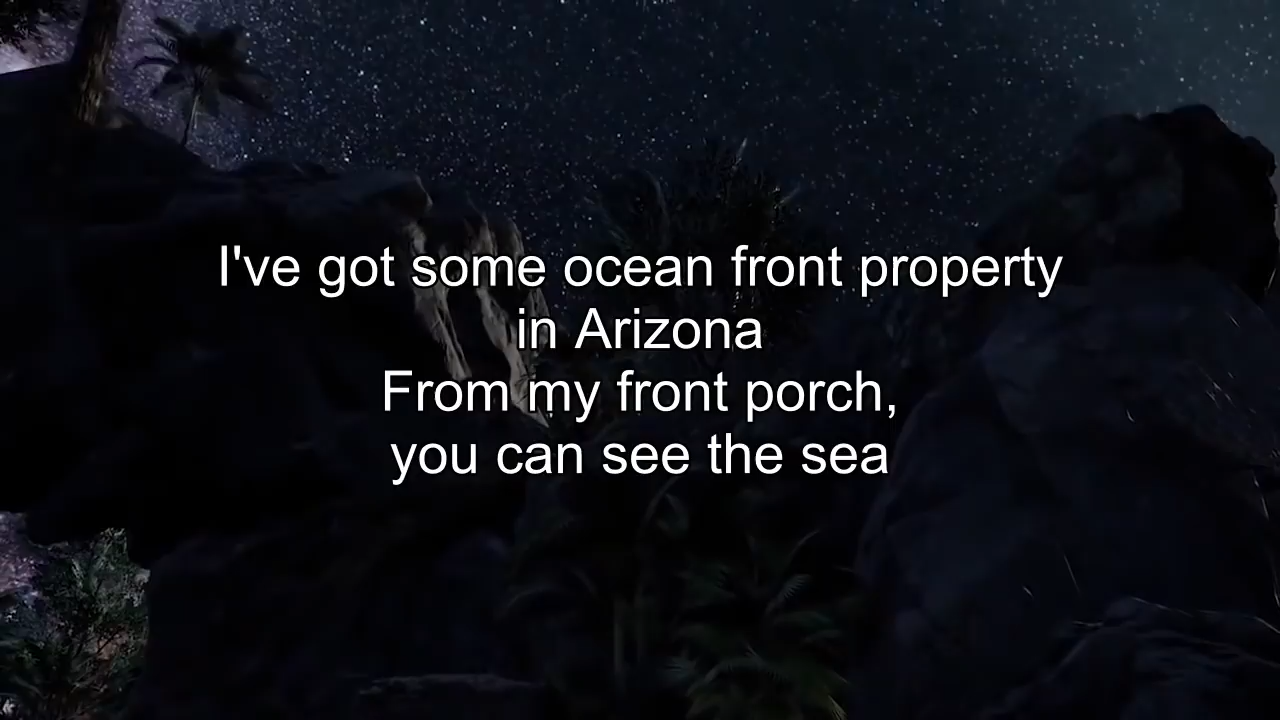 I've got some ocean front property
in Arizona
From my front porch,
you can see the sea